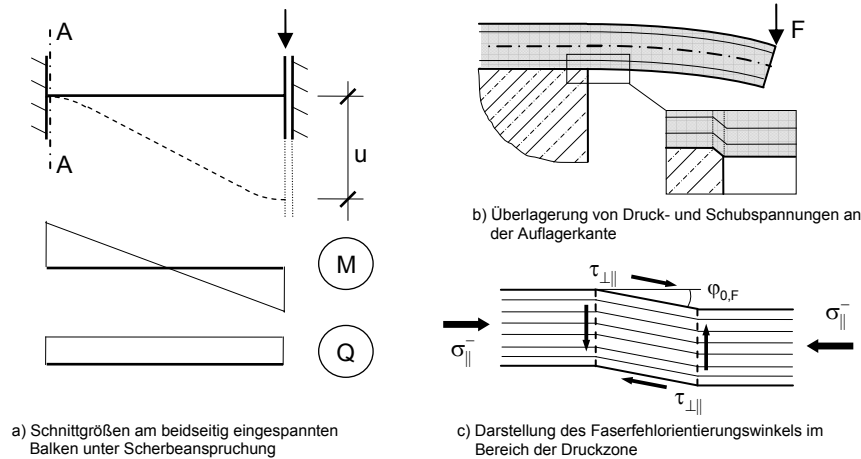 A
A
u
M
Q
a) Schnittgrößen am beidseitig eingespannten
Balken unter Scherbeanspruchung
F
b) Überlagerung von Druck- und Schubspannungen an
der Auflagerkante
τ⊥∥
φ0,F
σ∥⁻
σ∥⁻
τ⊥∥
c) Darstellung des Faserfehlorientierungswinkels im
Bereich der Druckzone